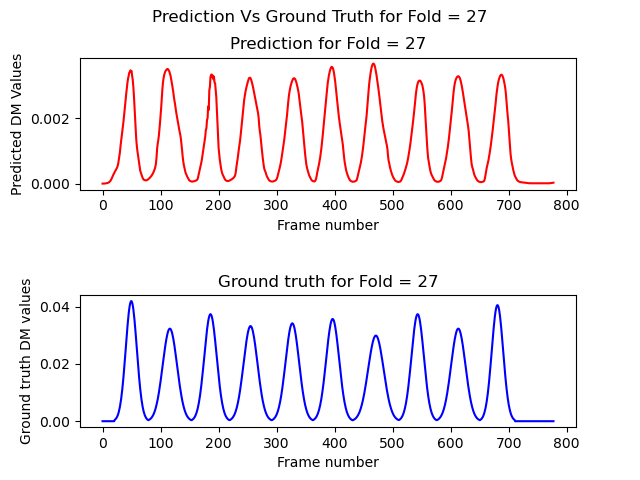 Prediction Vs Ground Truth for Fold = 27
Prediction for Fold = 27
Predicted DM Values
0.002
0.000
0 100 200 300 400 500 600 700 800
Frame number
Ground truth for Fold = 27
Ground truth DM values
0.04
0.02
0.00
0 100 200 300 400 500 600 700 800
Frame number